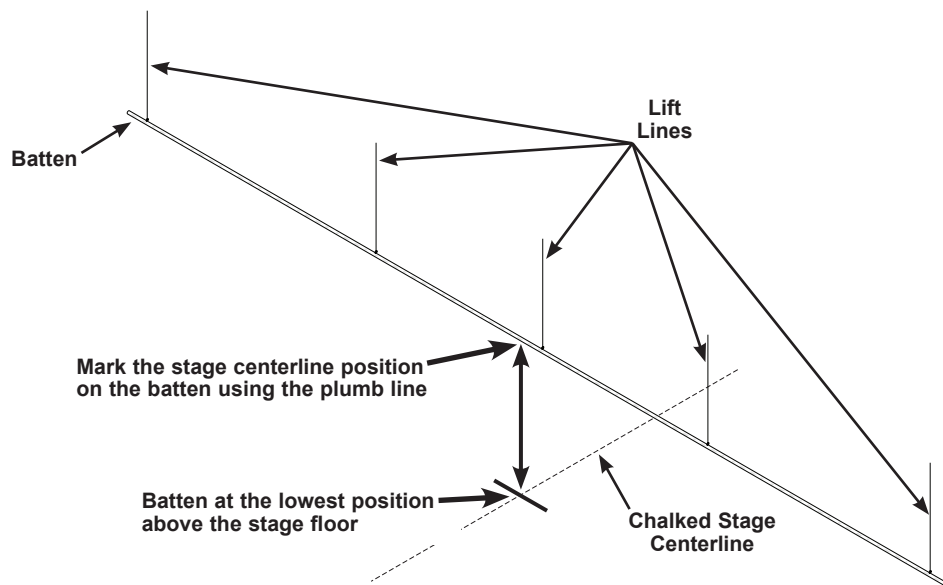 Lift
Lines
Batten
Mark the stage centerline position
on the batten using the plumb line
Batten at the lowest position
above the stage floor
Chalked Stage
Centerline